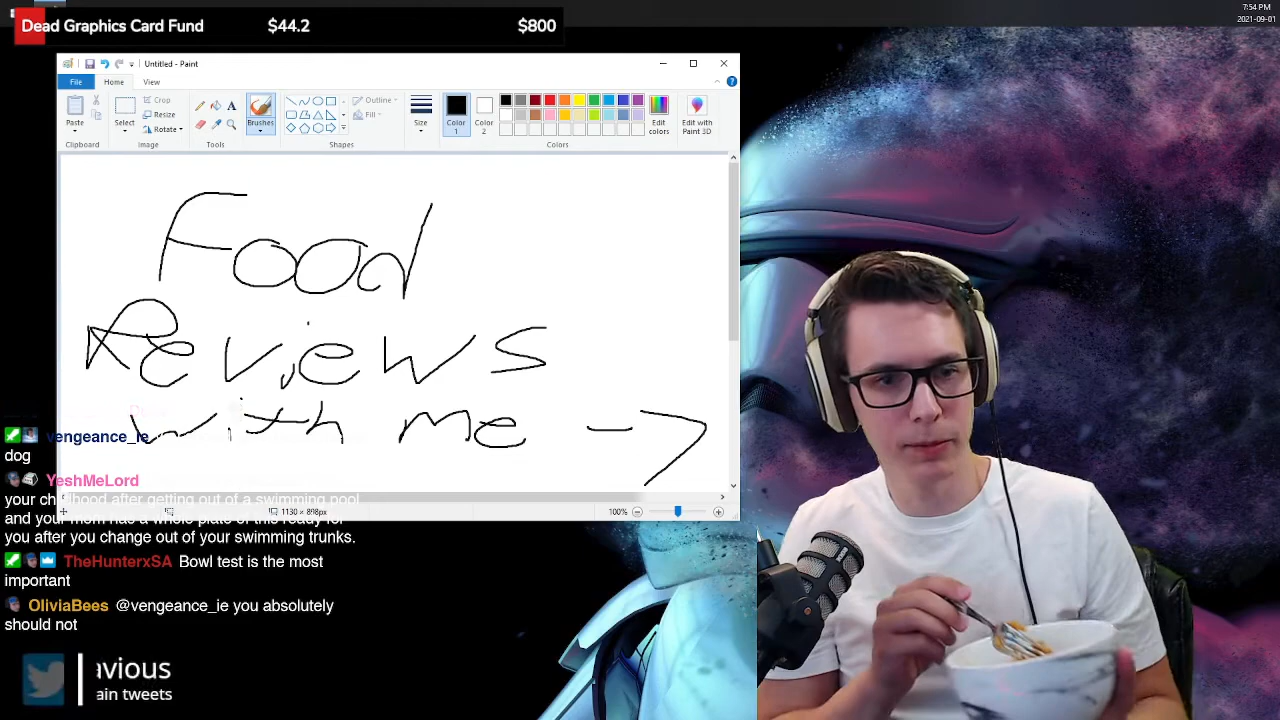 7:54 PM
2021-09-01
Dead Graphics Card Fund $44.2 $800
Untitled - Paint
File Home View
Paste
Select
Crop
Resize
Rotate
Brushes
Size
Outline
Fill
Color 1
Color 2
Edit colors
Edit with Paint 3D
Clipboard Image Tools Shapes Colors
Food
Reviews
with me
vengeance_ie
dog
YeshMeLord
your childhood after getting out of a swimming pool
and your mom has a whole plate of this ready for
you after you change out of your swimming trunks.
TheHunterxSA Bowl test is the most
important
OliviaBees @vengeance_ie you absolutely
should not
1130 × 898px 100%
avious
ain tweets